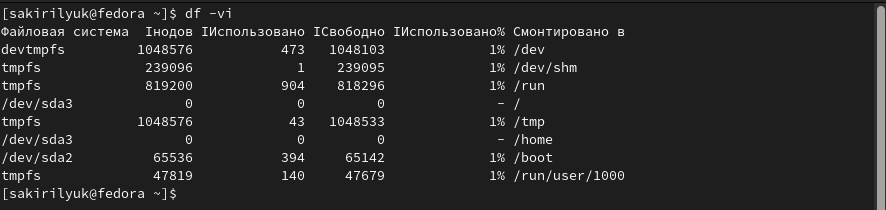 [sakirilyuk@fedora ~]$ df -vi
Файловая система  Iнодов IИспользовано IСвободно IИспользовано% Смонтировано в
devtmpfs         1048576           473   1048103             1% /dev
tmpfs             239096             1    239095             1% /dev/shm
tmpfs             819200           904    818296             1% /run
/dev/sda3              0             0         0              - /
tmpfs            1048576            43   1048533             1% /tmp
/dev/sda3              0             0         0              - /home
/dev/sda2          65536           394     65142             1% /boot
tmpfs              47819           140     47679             1% /run/user/1000
[sakirilyuk@fedora ~]$